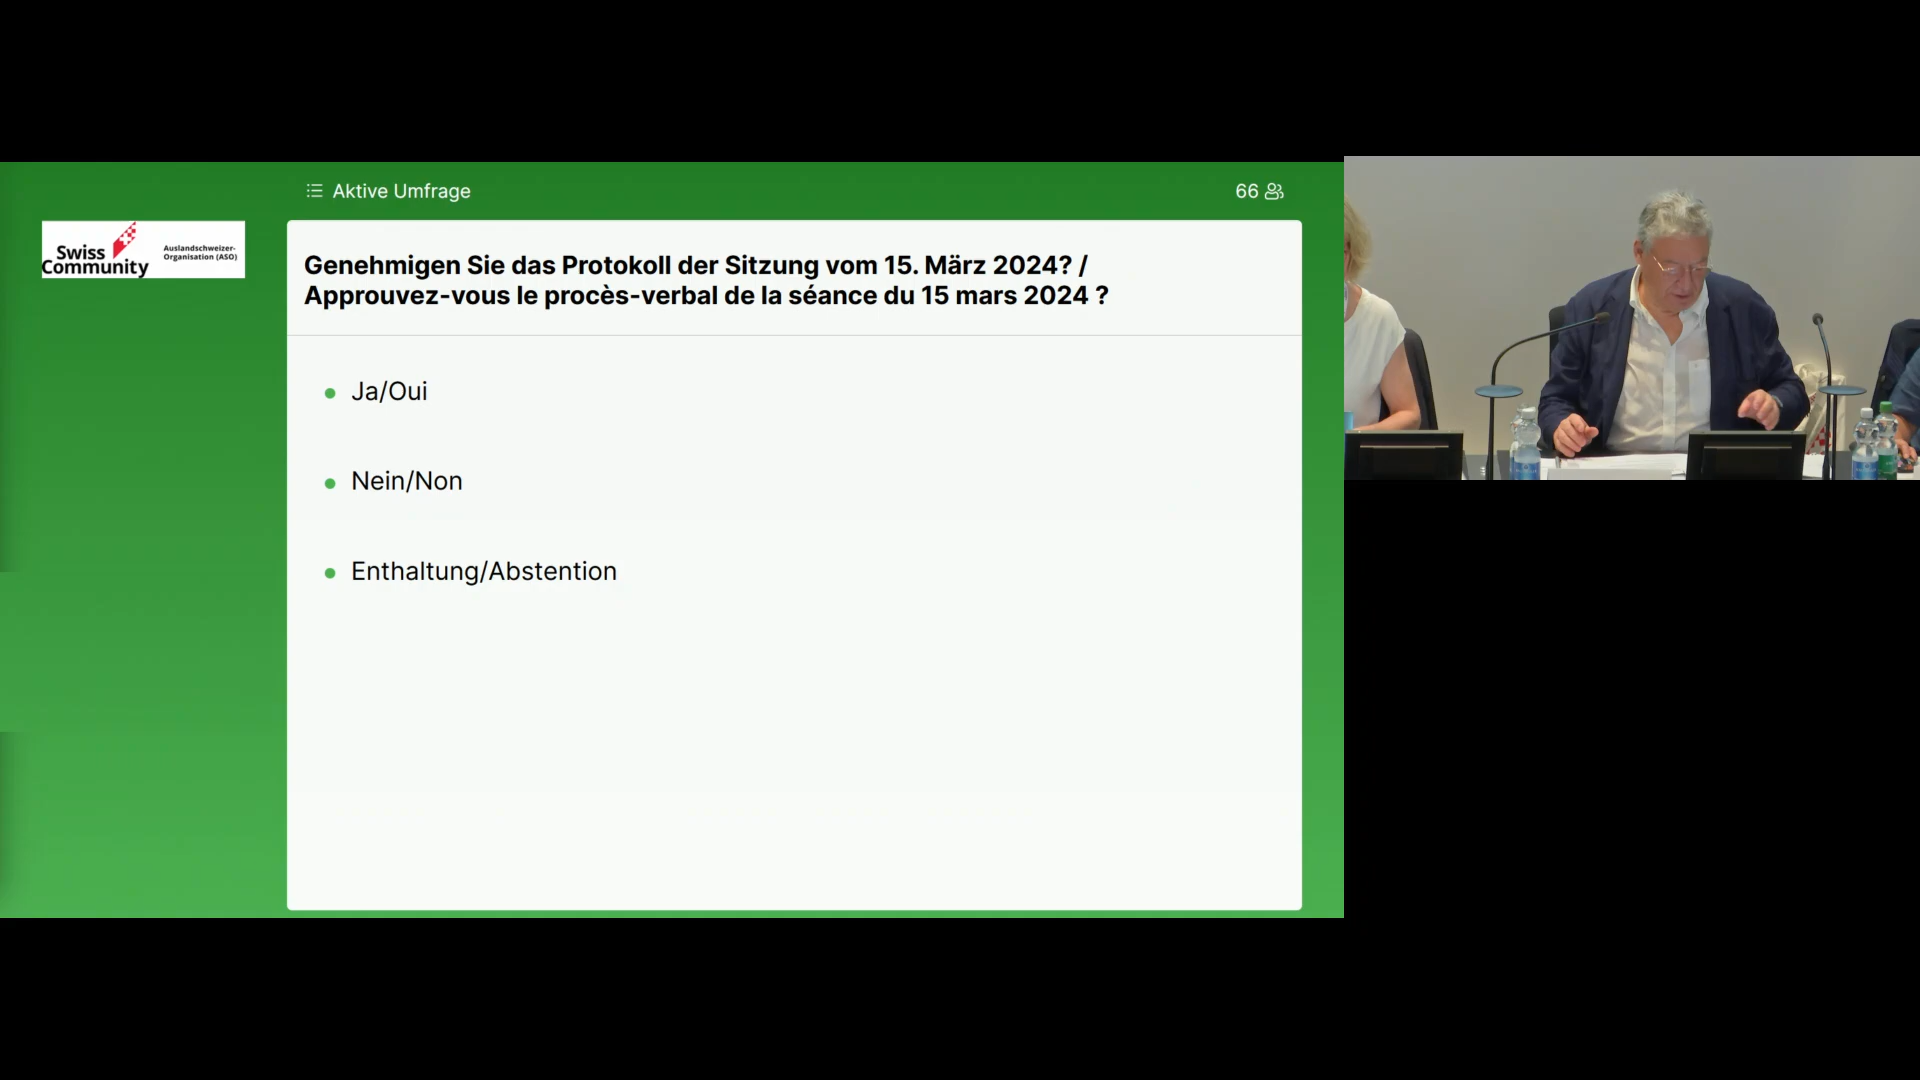 Aktive Umfrage
66
Swiss
Community
Auslandschweizer-
Organisation (ASO)
Genehmigen Sie das Protokoll der Sitzung vom 15. März 2024? /
Approuvez-vous le procès-verbal de la séance du 15 mars 2024 ?
Ja/Oui
Nein/Non
Enthaltung/Abstention